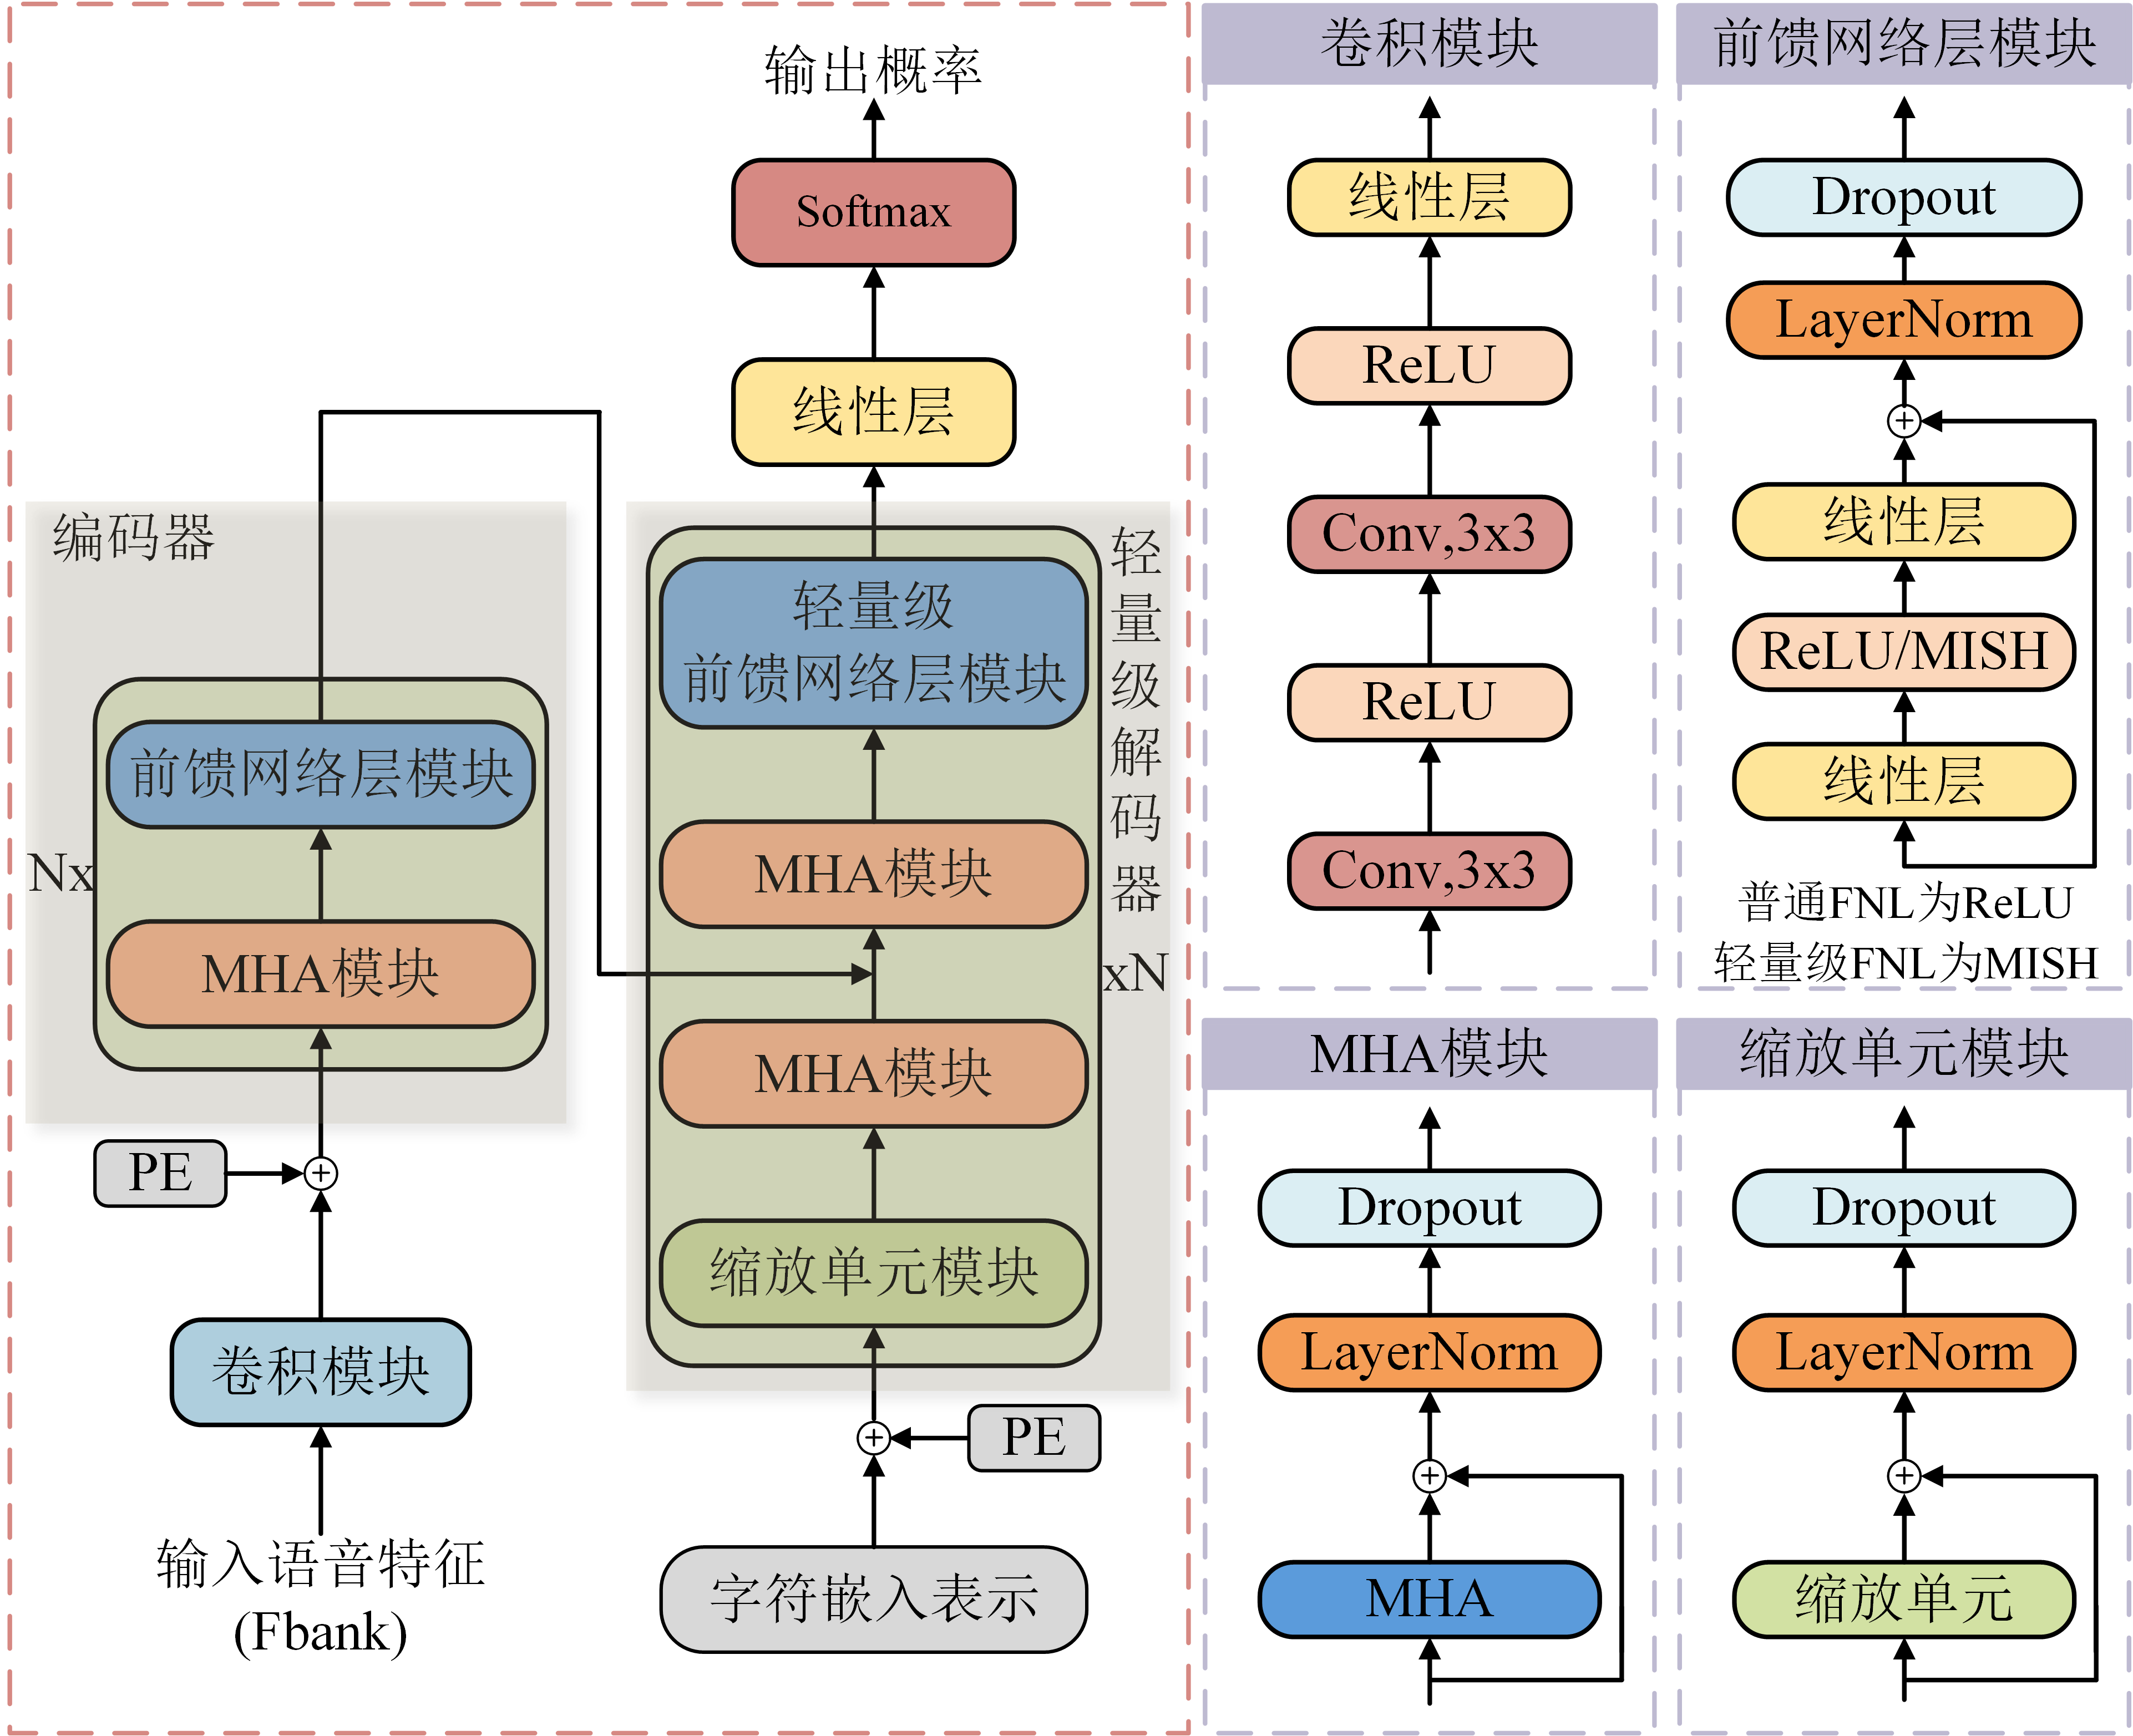 输出概率
Softmax
线性层
编码器
前馈网络层模块
Nx
MHA模块
PE
卷积模块
输入语音特征
(Fbank)
轻量级解码器
xN
轻量级
前馈网络层模块
MHA模块
MHA模块
缩放单元模块
PE
字符嵌入表示
卷积模块
线性层
ReLU
Conv,3x3
ReLU
Conv,3x3
前馈网络层模块
Dropout
LayerNorm
线性层
ReLU/MISH
线性层
普通FNL为ReLU
轻量级FNL为MISH
MHA模块
Dropout
LayerNorm
MHA
缩放单元模块
Dropout
LayerNorm
缩放单元